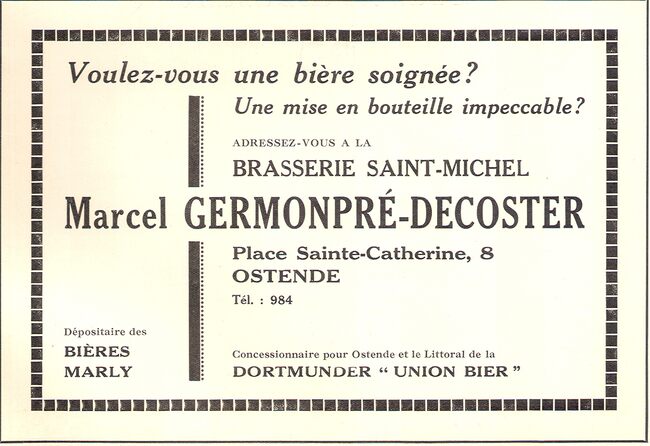 Voulez-vous une bière soignée?
Une mise en bouteille impeccable?
ADRESSEZ-VOUS A LA
BRASSERIE SAINT-MICHEL
Marcel GERMONPRÉ-DECOSTER
Place Sainte-Catherine, 8
OSTENDE
Tél. : 984
Dépositaire des
BIÈRES
MARLY
Concessionnaire pour Ostende et le Littoral de la
DORTMUNDER “ UNION BIER ”